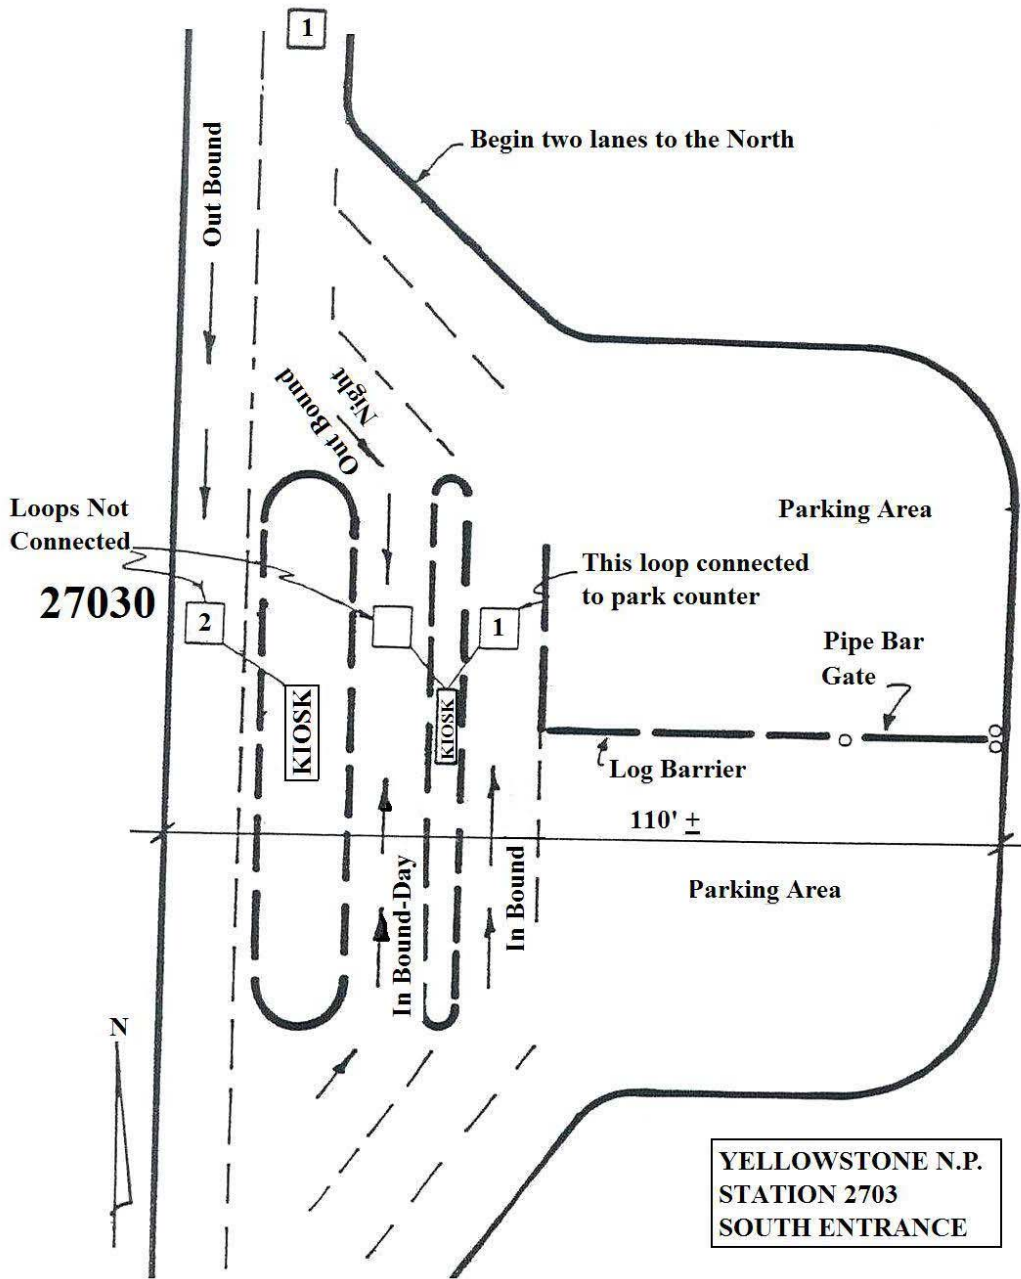 1
Out Bound
Begin two lanes to the North
Night
Out Bound
Loops Not
Connected
27030
2
1
This loop connected
to park counter
Parking Area
Pipe Bar
Gate
KIOSK
KIOSK
Log Barrier
110' ±
In Bound-Day
In Bound
Parking Area
N
YELLOWSTONE N.P.
STATION 2703
SOUTH ENTRANCE